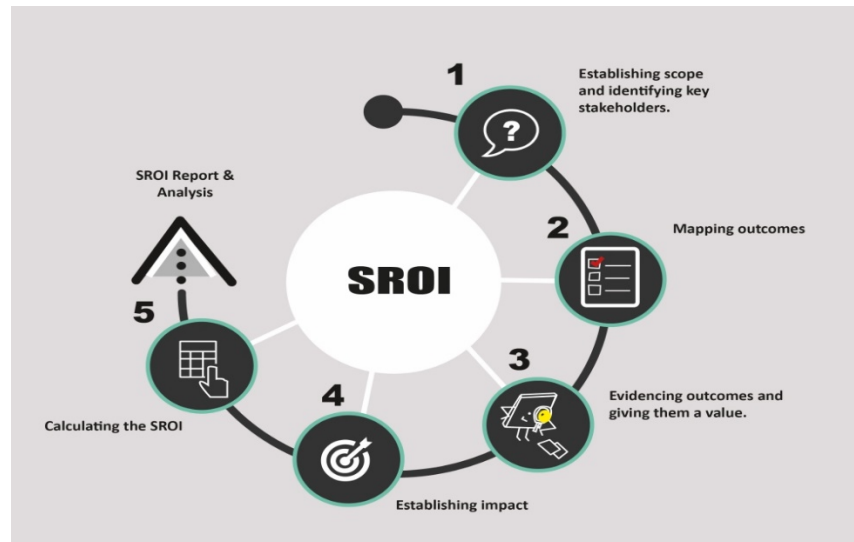 1
Establishing scope
and identifying key
stakeholders.
2
Mapping outcomes
SROI
3
Evidencing outcomes and
giving them a value.
4
Establishing impact
5
Calculating the SROI
SROI Report &
Analysis
?